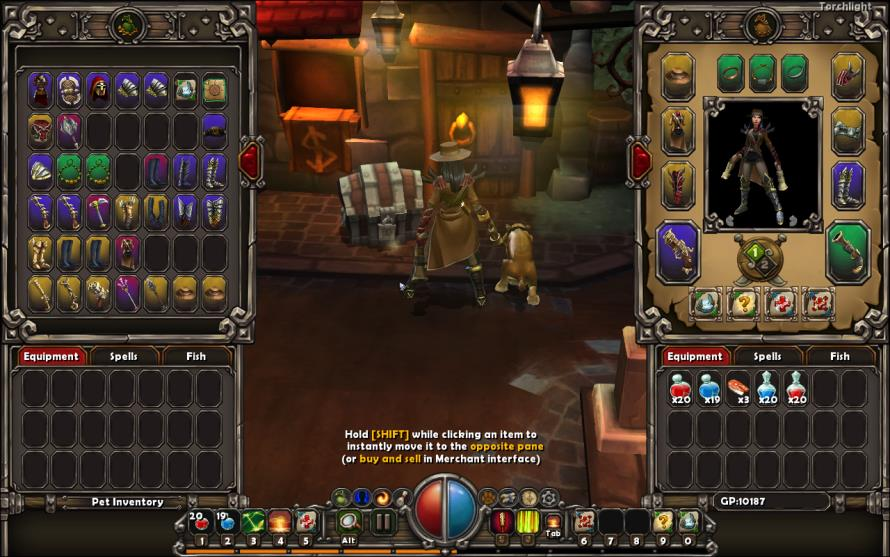 Torchlight
Equipment Spells Fish
Equipment Spells Fish
x20 x19 x3 x20 x20
Hold [SHIFT] while clicking an item to
instantly move it to the opposite pane
(or buy and sell in Merchant interface)
Pet Inventory
GP:10187
1
2
20 19
1 2 3 4 5 Alt Tab 6 7 8 9 0